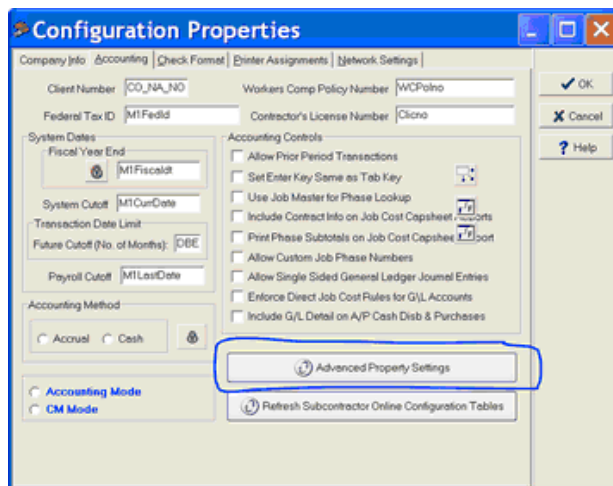 Configuration Properties
Company Info Accounting Check Format Printer Assignments Network Settings
Client Number CO_NA_NO Workers Comp Policy Number WCPolno
Federal Tax ID M1FedId Contractor's License Number Clicno
System Dates
Fiscal Year End
M1Fiscaldt
System Cutoff M1CurrDate
Transaction Date Limit
Future Cutoff (No. of Months): DBE
Payroll Cutoff M1LastDate
Accounting Method
Accrual Cash
Accounting Mode
CM Mode
Accounting Controls
Allow Prior Period Transactions
Set Enter Key Same as Tab Key
Use Job Master for Phase Lookup
Include Contract Info on Job Cost Capsheet
Print Phase Subtotals on Job Cost Capsheet
Allow Custom Job Phase Numbers
Allow Single Sided General Ledger Journal Entries
Enforce Direct Job Cost Rules for G\L Accounts
Include G/L Detail on A/P Cash Disb & Purchases
Advanced Property Settings
Refresh Subcontractor Online Configuration Tables
OK
Cancel
Help